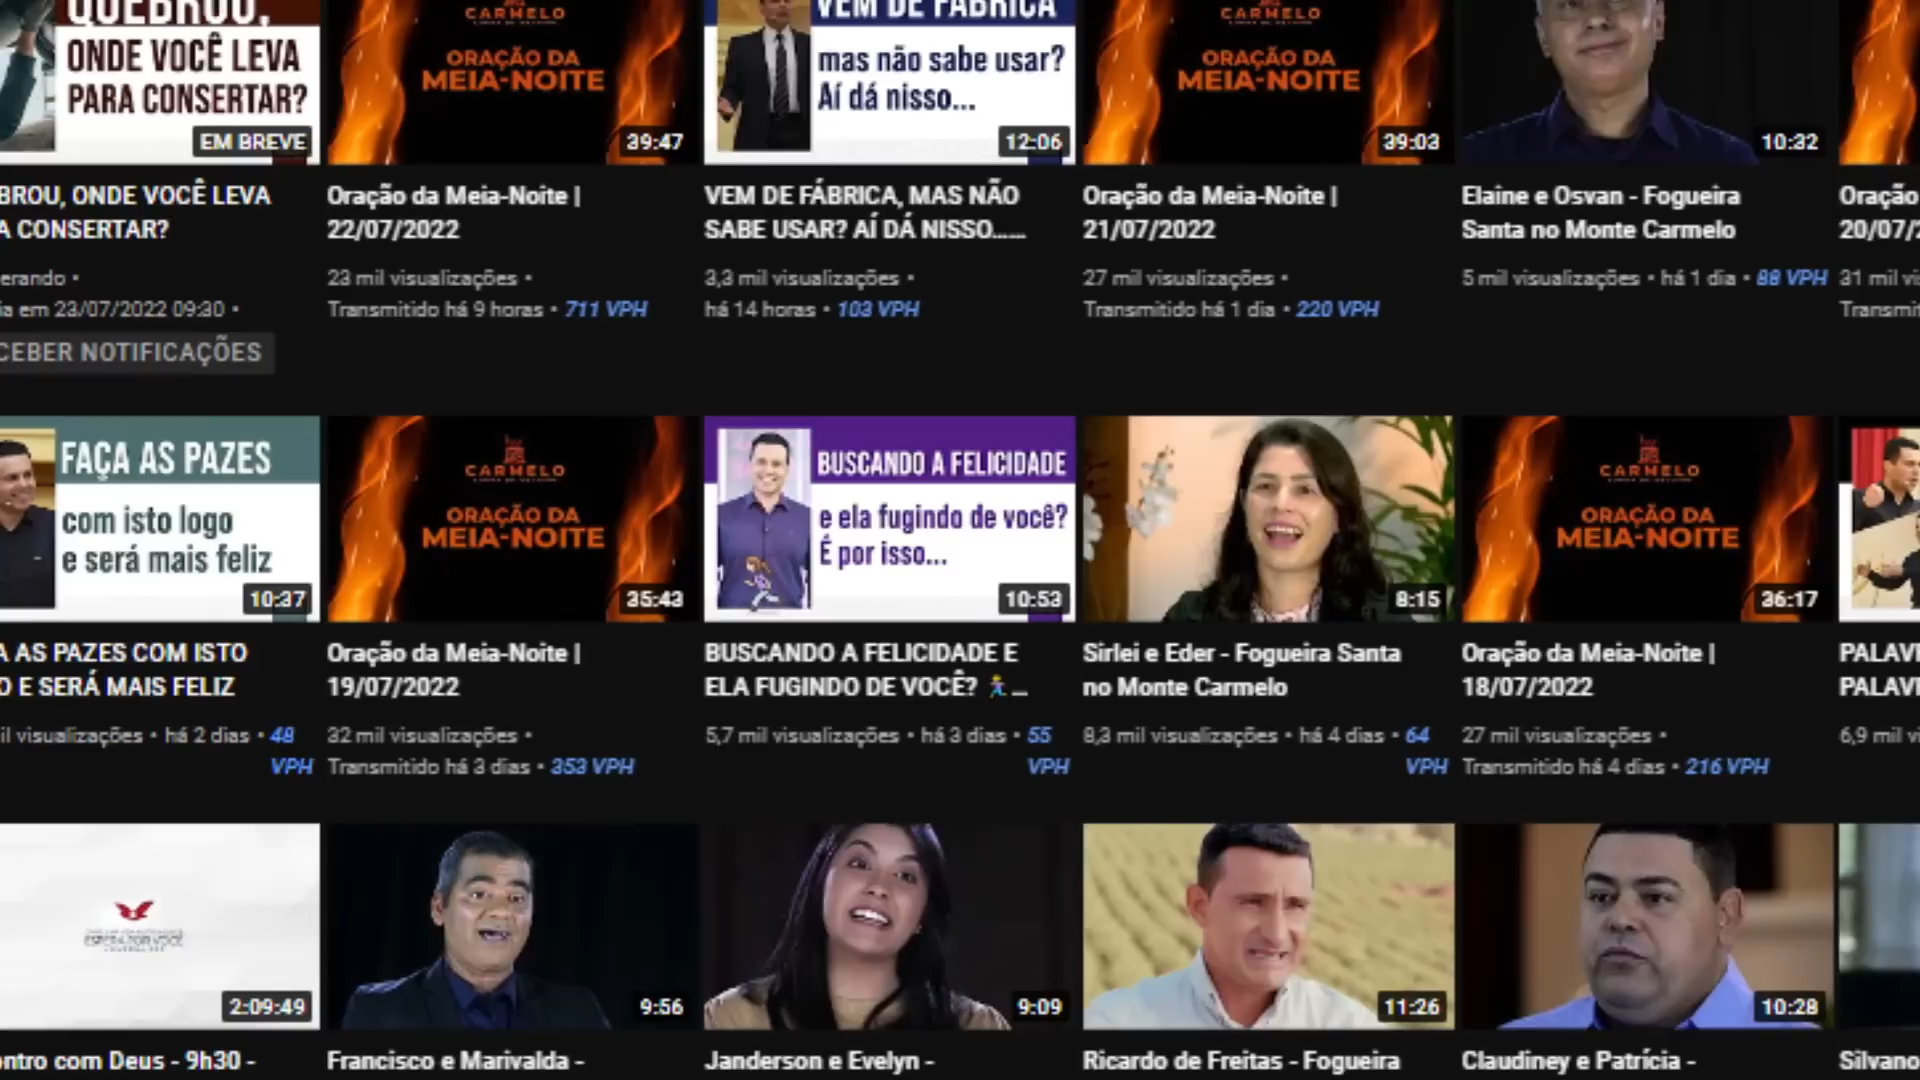 QUEBROU,
ONDE VOCÊ LEVA
PARA CONSERTAR?
EM BREVE
CARMELO
ORAÇÃO DA
MEIA-NOITE
39:47
VEM DE FÁBRICA
mas não sabe usar?
Aí dá nisso...
12:06
CARMELO
ORAÇÃO DA
MEIA-NOITE
39:03
10:32
BROU, ONDE VOCÊ LEVA
A CONSERTAR?
erando •
ia em 23/07/2022 09:30 •
CEBER NOTIFICAÇÕES
Oração da Meia-Noite |
22/07/2022
23 mil visualizações •
Transmitido há 9 horas • 711 VPH
VEM DE FÁBRICA, MAS NÃO
SABE USAR? AÍ DÁ NISSO......
3,3 mil visualizações •
há 14 horas • 103 VPH
Oração da Meia-Noite |
21/07/2022
27 mil visualizações •
Transmitido há 1 dia • 220 VPH
Elaine e Osvan - Fogueira
Santa no Monte Carmelo
5 mil visualizações • há 1 dia • 88 VPH
Oração
20/07/2
31 mil vi
Transmit
FAÇA AS PAZES
com isto logo
e será mais feliz
10:37
CARMELO
ORAÇÃO DA
MEIA-NOITE
35:43
BUSCANDO A FELICIDADE
e ela fugindo de você?
É por isso...
10:53
8:15
CARMELO
ORAÇÃO DA
MEIA-NOITE
36:17
A AS PAZES COM ISTO
O E SERÁ MAIS FELIZ
il visualizações • há 2 dias • 48
VPH
Oração da Meia-Noite |
19/07/2022
32 mil visualizações •
Transmitido há 3 dias • 353 VPH
BUSCANDO A FELICIDADE E
ELA FUGINDO DE VOCÊ? 🏃‍♀️...
5,7 mil visualizações • há 3 dias • 55
VPH
Sirlei e Eder - Fogueira Santa
no Monte Carmelo
8,3 mil visualizações • há 4 dias • 64
VPH
Oração da Meia-Noite |
18/07/2022
27 mil visualizações •
Transmitido há 4 dias • 216 VPH
PALAV
PALAV
6,9 mil vi
ESPERA POR VOCÊ
2:09:49
9:56
9:09
11:26
10:28
ontro com Deus - 9h30 -
Francisco e Marivalda -
Janderson e Evelyn -
Ricardo de Freitas - Fogueira
Claudiney e Patrícia -
Silvano